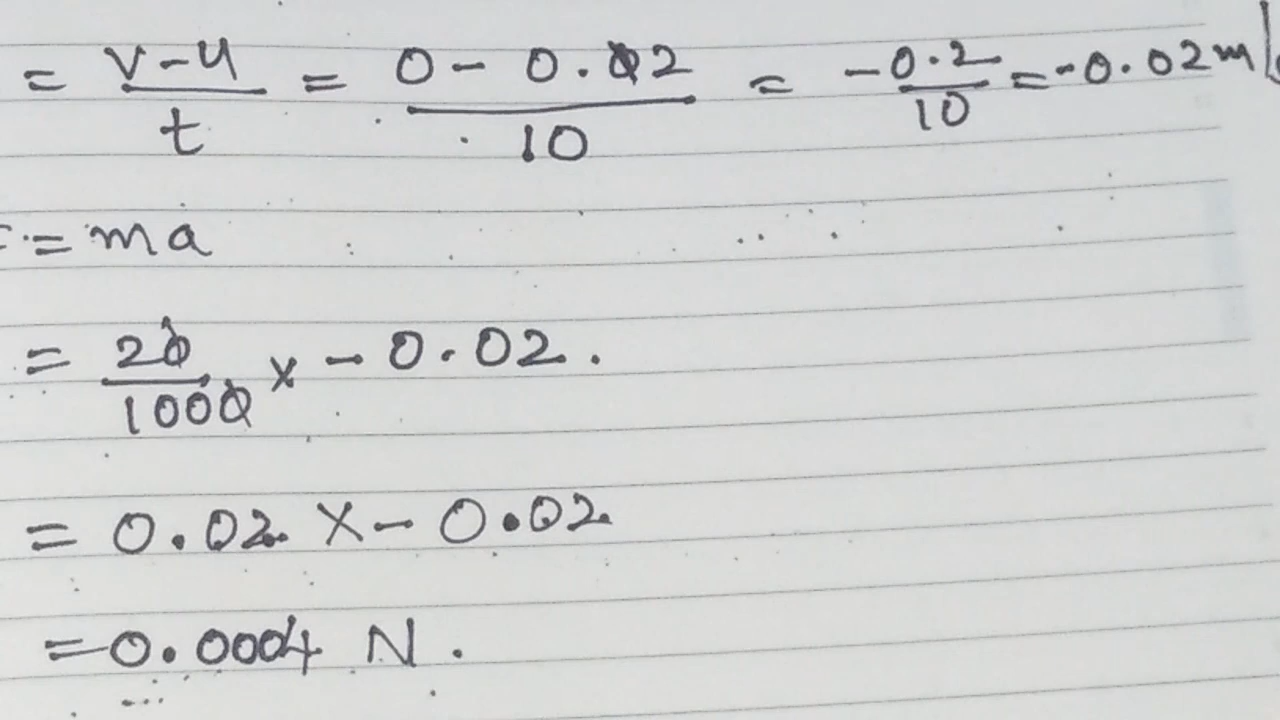 = v-u/t = 0 - 0.2/10 = -0.2/10 = -0.02 m/
= ma
= 20/1000 x - 0.02.
= 0.02 x - 0.02
= -0.0004 N.